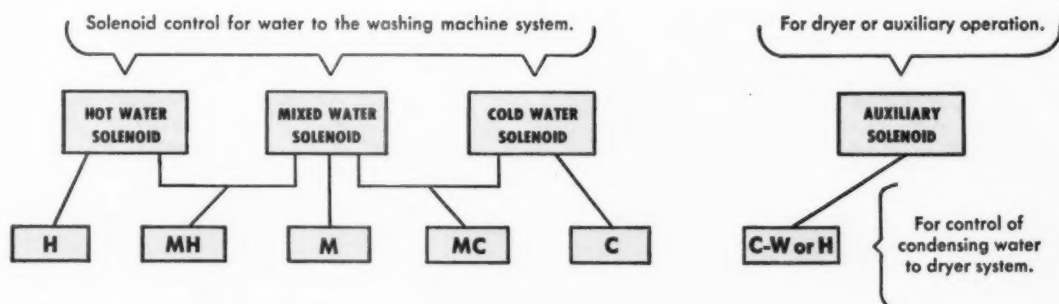 Solenoid control for water to the washing machine system.
For dryer or auxiliary operation.
HOT WATER
SOLENOID
MIXED WATER
SOLENOID
COLD WATER
SOLENOID
AUXILIARY
SOLENOID
H
MH
M
MC
C
C-W or H
For control of
condensing water
to dryer system.